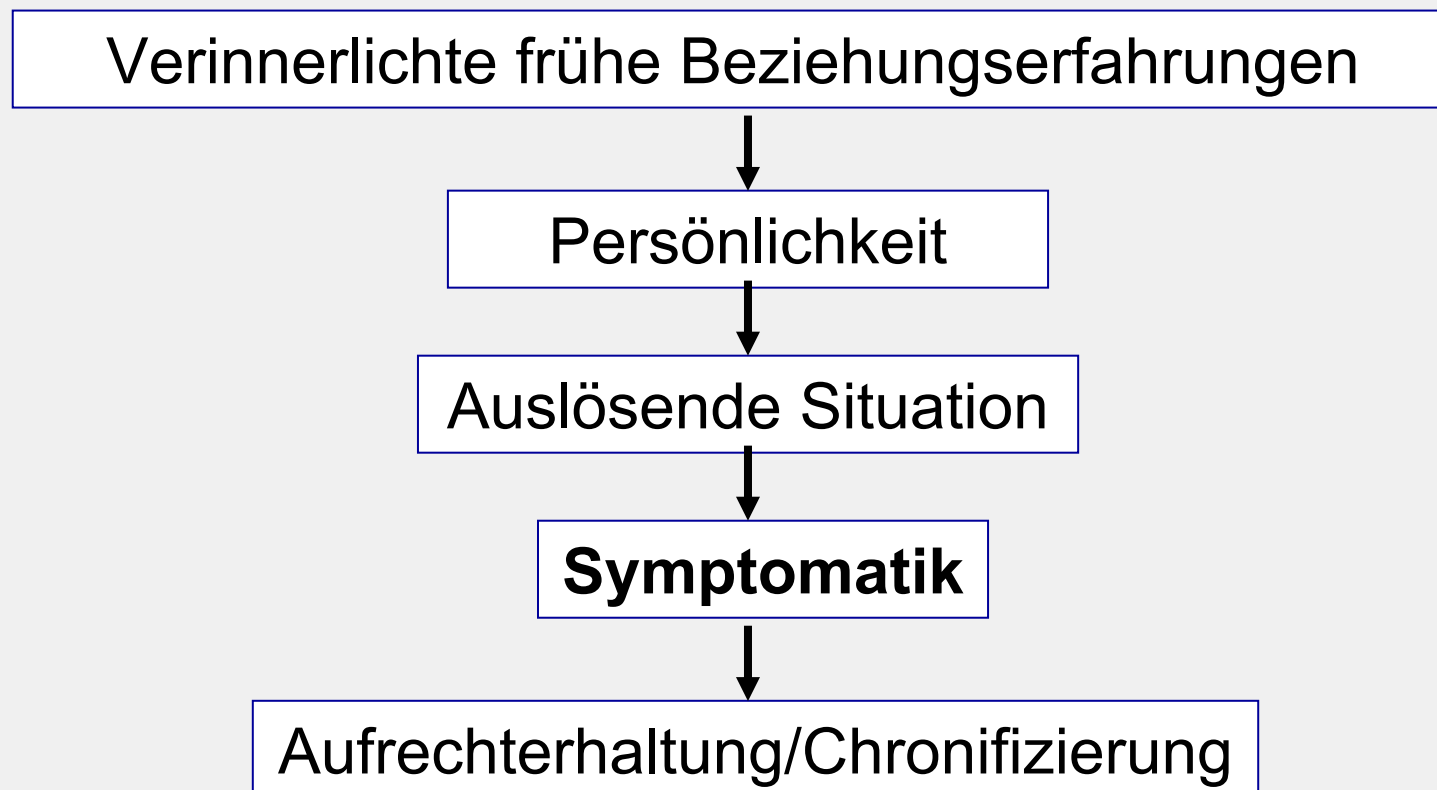 Verinnerlichte frühe Beziehungserfahrungen
Persönlichkeit
Auslösende Situation
Symptomatik
Aufrechterhaltung/Chronifizierung